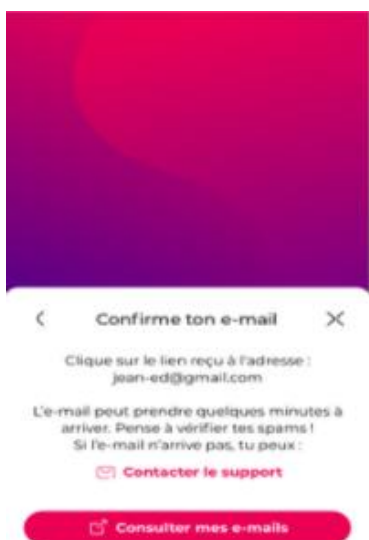 Confirme ton e-mail
Clique sur le lien reçu à l'adresse :
jean-ed@gmail.com
L'e-mail peut prendre quelques minutes à
arriver. Pense à vérifier tes spams !
Si l'e-mail n'arrive pas, tu peux :
Contacter le support
Consulter mes e-mails